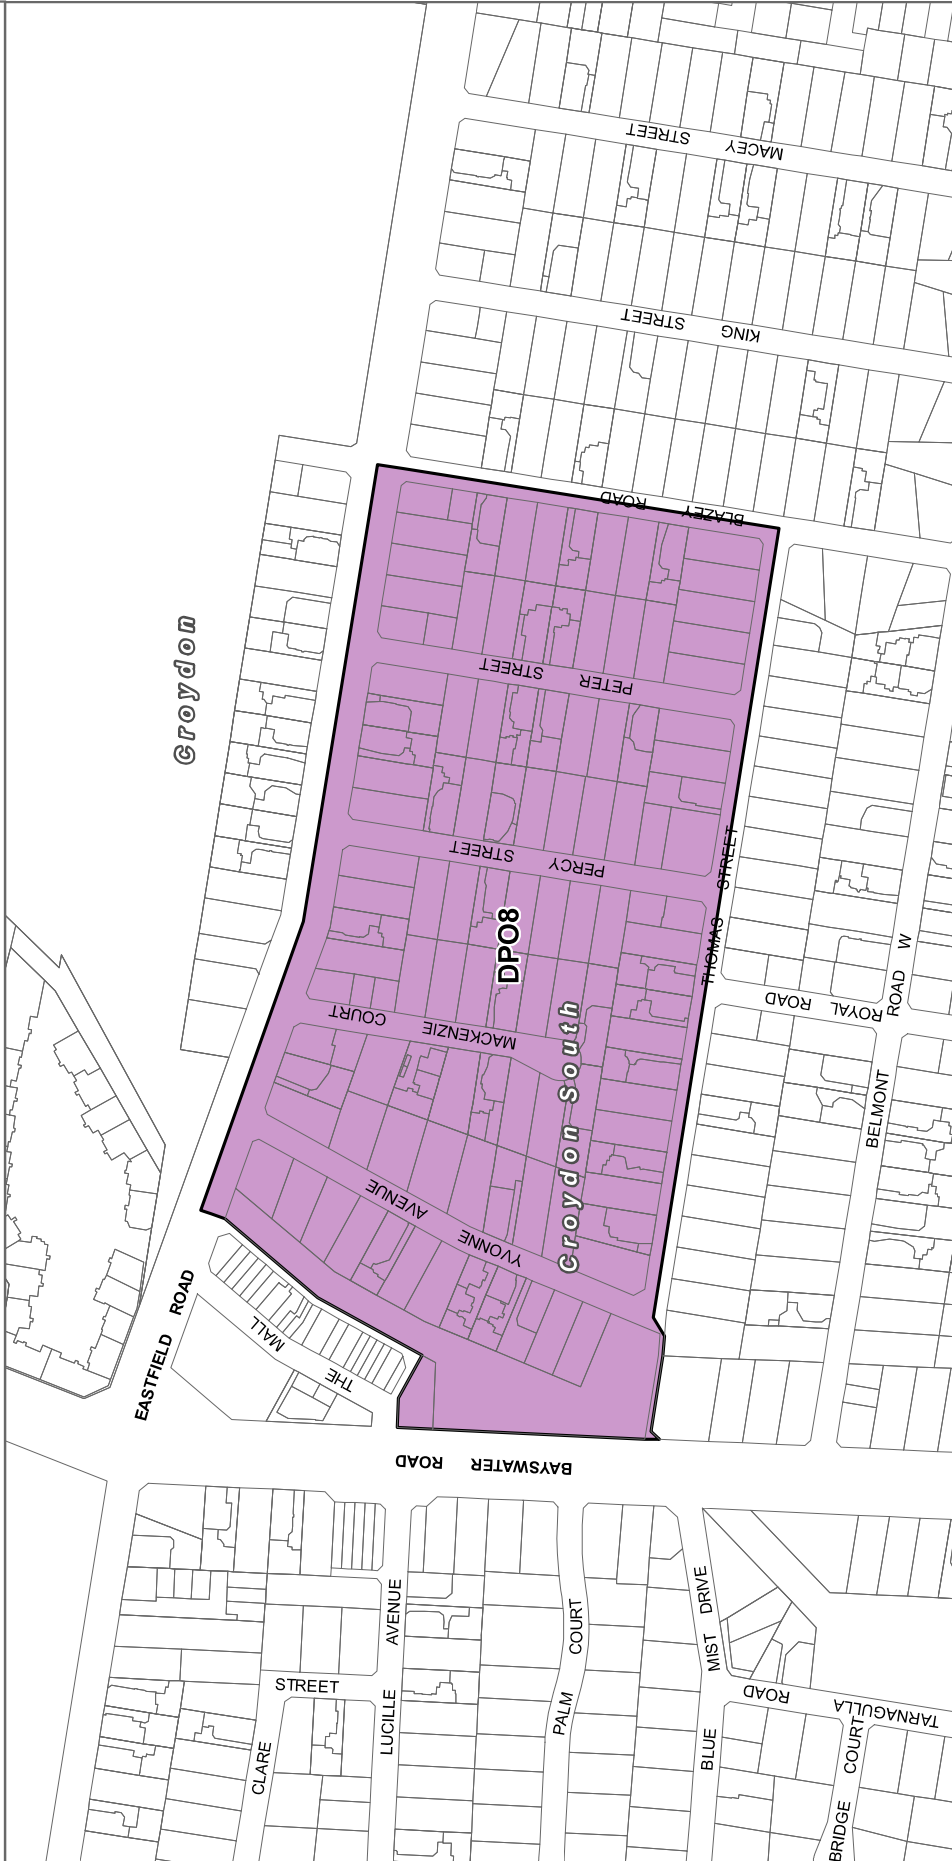 MACEY STREET
KING STREET
BLAZEY ROAD
Croydon
PETER STREET
PERCY STREET
THOMAS STREET
DPO8
ROYAL ROAD
ROAD W
MACKENZIE COURT
Croydon South
BELMONT
YVONNE AVENUE
EASTFIELD ROAD
THE MALL
BAYSWATER ROAD
LUCILLE AVENUE
PALM COURT
BLUE MIST DRIVE
CLARE STREET
TARNAGULLA ROAD
BRIDGE COURT